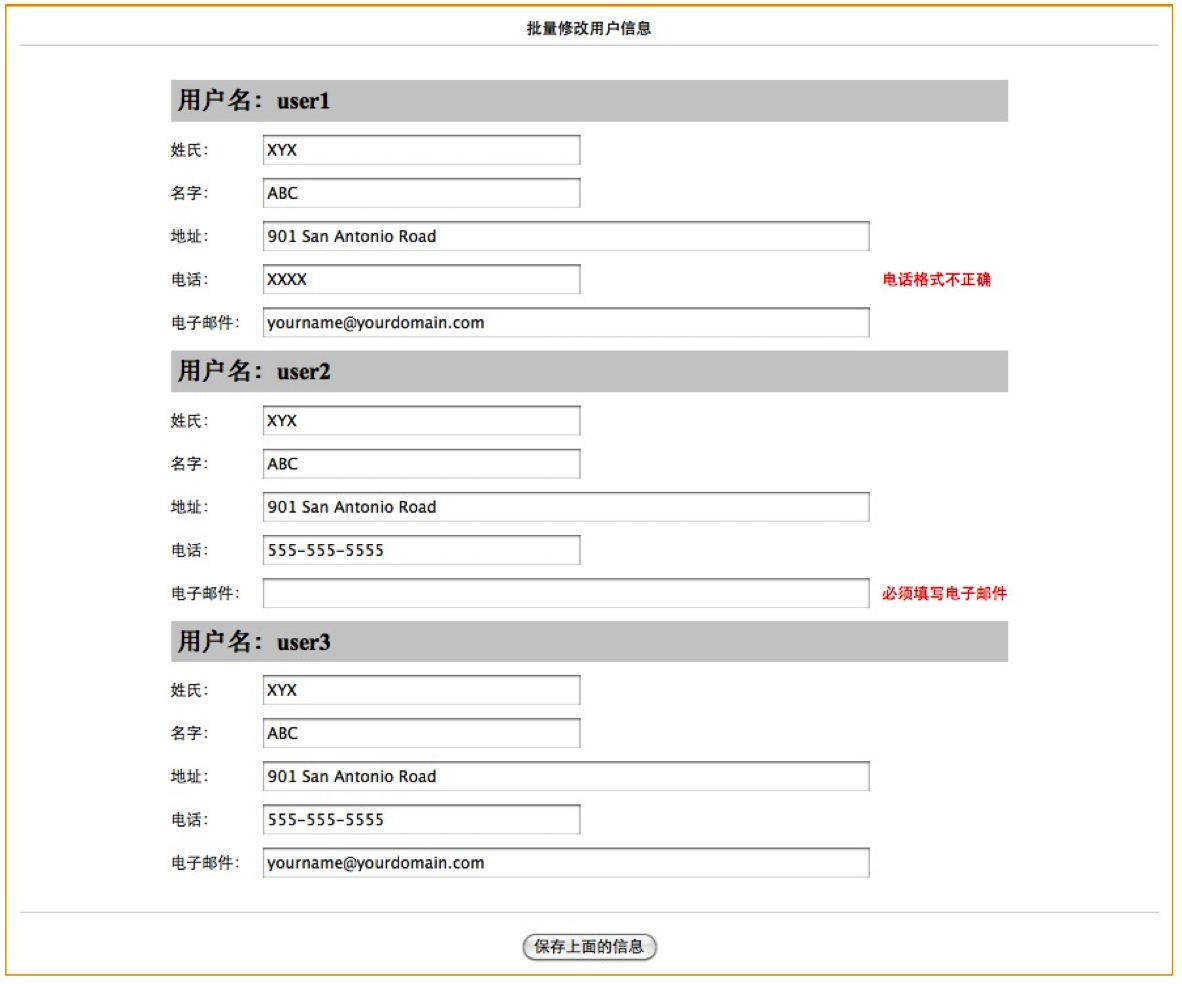 批量修改用户信息
用户名：user1
姓氏： XYX
名字： ABC
地址： 901 San Antonio Road
电话： XXXX 电话格式不正确
电子邮件： yourname@yourdomain.com
用户名：user2
姓氏： XYX
名字： ABC
地址： 901 San Antonio Road
电话： 555-555-5555
电子邮件： 必须填写电子邮件
用户名：user3
姓氏： XYX
名字： ABC
地址： 901 San Antonio Road
电话： 555-555-5555
电子邮件： yourname@yourdomain.com
保存上面的信息